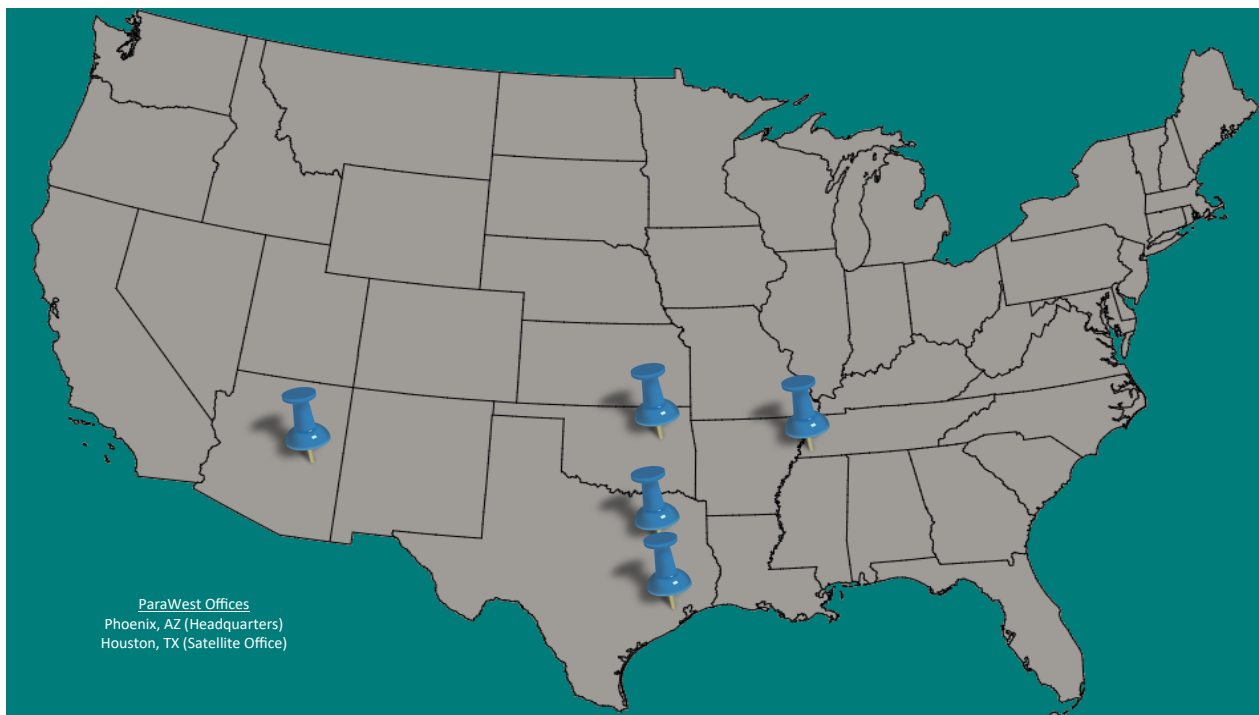 ParaWest Offices
Phoenix, AZ (Headquarters)
Houston, TX (Satellite Office)